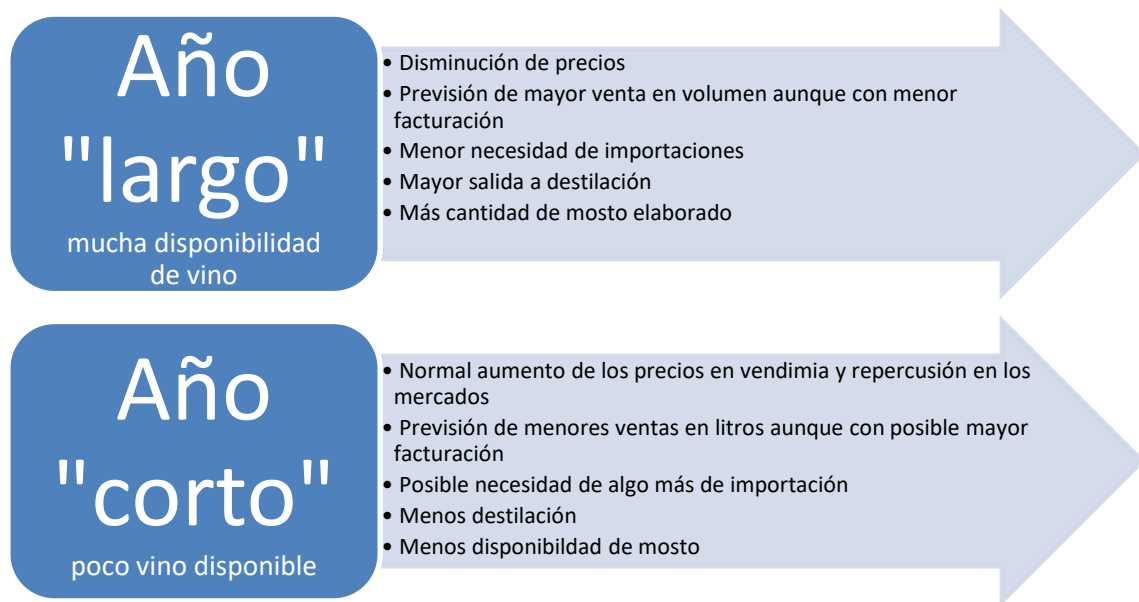 Año
"largo"
mucha disponibilidad
de vino
• Disminución de precios
• Previsión de mayor venta en volumen aunque con menor
facturación
• Menor necesidad de importaciones
• Mayor salida a destilación
• Más cantidad de mosto elaborado
Año
"corto"
poco vino disponible
• Normal aumento de los precios en vendimia y repercusión en los
mercados
• Previsión de menores ventas en litros aunque con posible mayor
facturación
• Posible necesidad de algo más de importación
• Menos destilación
• Menos disponibildad de mosto